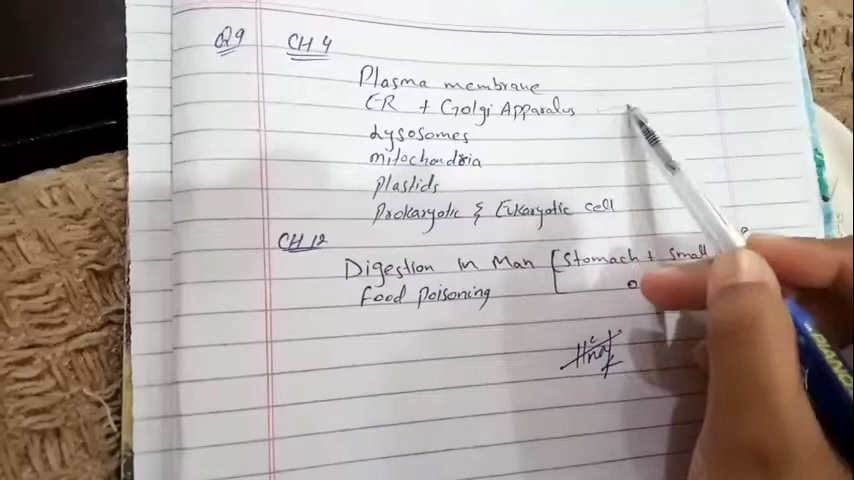 Q9 CH 4
Plasma membrane
ER + Golgi Apparatus
Lysosomes
mitochondria
Plastids
Prokaryotic & Eukaryotic cell
CH 12
Digestion in Man [Stomach + small
Food poisoning